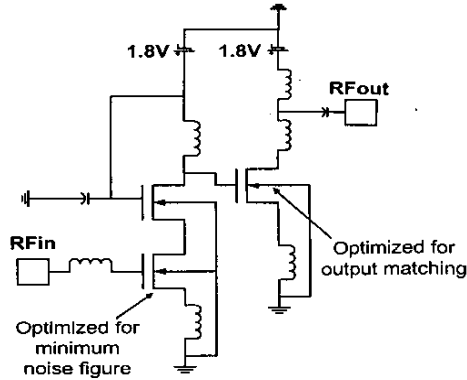 1.8V
1.8V
RFout
RFin
Optimized for
output matching
Optimized for
minimum
noise figure